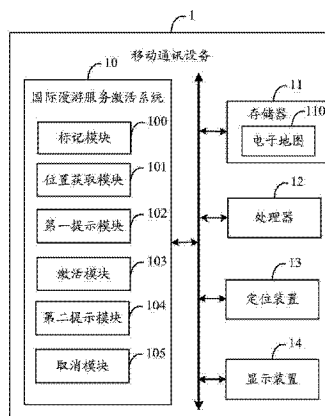 1
移动通讯设备
10
国际漫游服务激活系统
标记模块
100
位置获取模块
101
第一提示模块
102
激活模块
103
第二提示模块
104
取消模块
105
11
存储器
110
电子地图
12
处理器
13
定位装置
14
显示装置